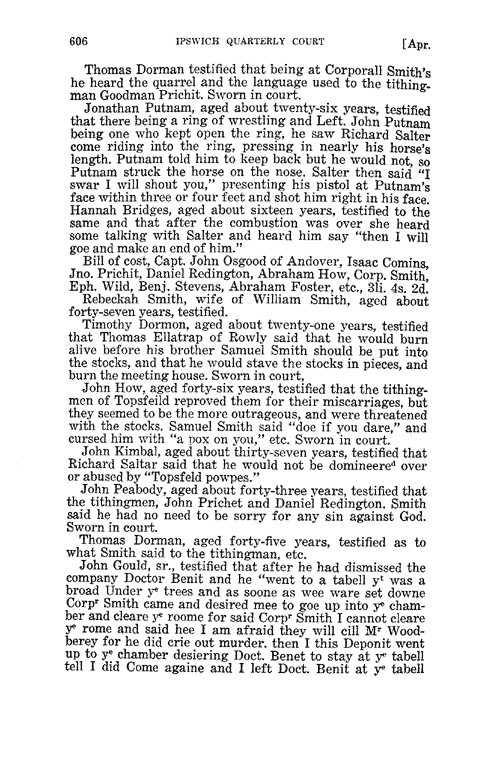 606 IPSWICH QUARTERLY COURT [Apr.
Thomas Dorman testified that being at Corporall Smith's
he heard the quarrel and the language used to the tithing-
man Goodman Prichit. Sworn in court.
Jonathan Putnam, aged about twenty-six years, testified
that there being a ring of wrestling and Left. John Putnam
being one who kept open the ring, he saw Richard Salter
come riding into the ring, pressing in nearly his horse's
length. Putnam told him to keep back but he would not, so
Putnam struck the horse on the nose. Salter then said "I
swar I will shout you," presenting his pistol at Putnam's
face within three or four feet and shot him right in his face.
Hannah Bridges, aged about sixteen years, testified to the
same and that after the combustion was over she heard
some talking with Salter and heard him say "then I will
goe and make an end of him."
Bill of cost, Capt. John Osgood of Andover, Isaac Comins,
Jno. Prichit, Daniel Redington, Abraham How, Corp. Smith,
Eph. Wild, Benj. Stevens, Abraham Foster, etc., 3li. 4s. 2d.
Rebeckah Smith, wife of William Smith, aged about
forty-seven years, testified.
Timothy Dormon, aged about twenty-one years, testified
that Thomas Ellatrap of Rowly said that he would burn
alive before his brother Samuel Smith should be put into
the stocks, and that he would stave the stocks in pieces, and
burn the meeting house. Sworn in court,
John How, aged forty-six years, testified that the tithing-
men of Topsfeild reproved them for their miscarriages, but
they seemed to be the more outrageous, and were threatened
with the stocks. Samuel Smith said "doe if you dare," and
cursed him with "a pox on you," etc. Sworn in court.
John Kimbal, aged about thirty-seven years, testified that
Richard Saltar said that he would not be domineerᵉᵈ over
or abused by "Topsfeld powpes."
John Peabody, aged about forty-three years, testified that
the tithingmen, John Prichet and Daniel Redington, Smith
said he had no need to be sorry for any sin against God.
Sworn in court.
Thomas Dorman, aged forty-five years, testified as to
what Smith said to the tithingman, etc.
John Gould, sr., testified that after he had dismissed the
company Doctor Benit and he "went to a tabell yᵗ was a
broad Under yᵉ trees and as soone as wee ware set downe
Corpʳ Smith came and desired mee to goe up into yᵉ cham-
ber and cleare yᵉ roome for said Corpʳ Smith I cannot cleare
yᵉ rome and said hee I am afraid they will cill Mʳ Wood-
berey for he did crie out murder. then I this Deponit went
up to yᵉ chamber desiering Doct. Benet to stay at yᵉ tabell
tell I did Come againe and I left Doct. Benit at yᵉ tabell